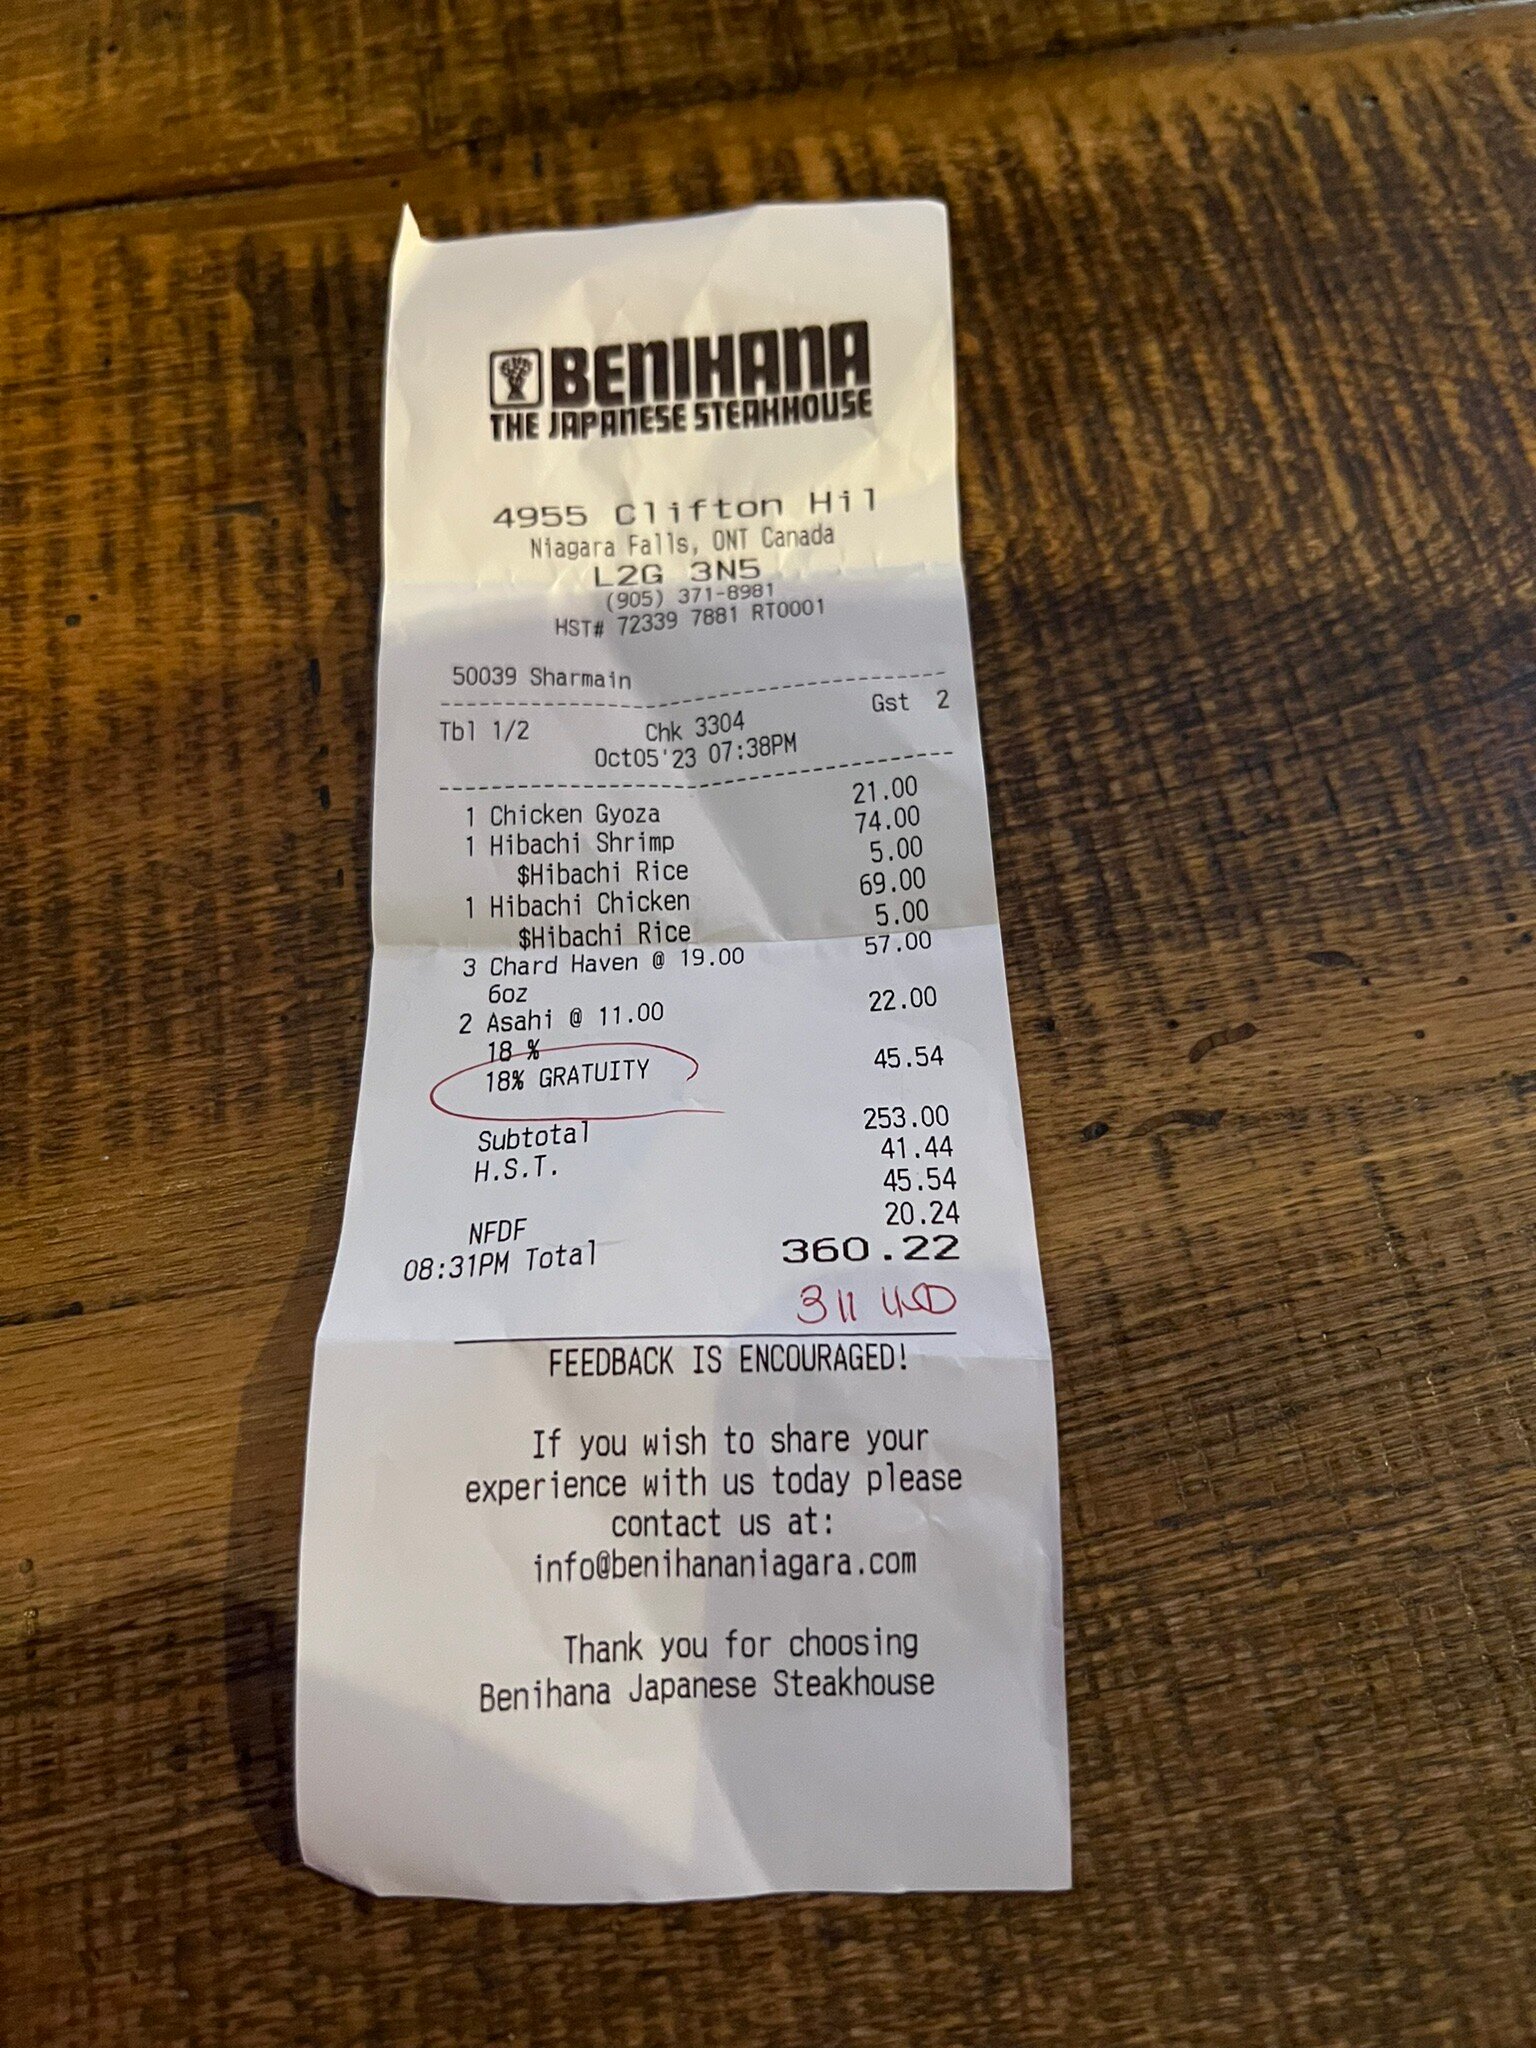 BENIHANA
THE JAPANESE STEAKHOUSE
4955 Clifton Hil
Niagara Falls, ONT Canada
L2G 3N5
(905) 371-8981
HST# 72339 7881 RT0001
50039 Sharmain
Tbl 1/2 Chk 3304 Gst 2
Oct05'23 07:38PM
1 Chicken Gyoza 21.00
1 Hibachi Shrimp 74.00
$Hibachi Rice 5.00
1 Hibachi Chicken 69.00
$Hibachi Rice 5.00
3 Chard Haven @ 19.00 57.00
6oz
2 Asahi @ 11.00 22.00
18 %
18% GRATUITY 45.54
Subtotal 253.00
H.S.T. 41.44
45.54
NFDF 20.24
08:31PM Total 360.22
311 USD
FEEDBACK IS ENCOURAGED!
If you wish to share your
experience with us today please
contact us at:
info@benihananiagara.com
Thank you for choosing
Benihana Japanese Steakhouse